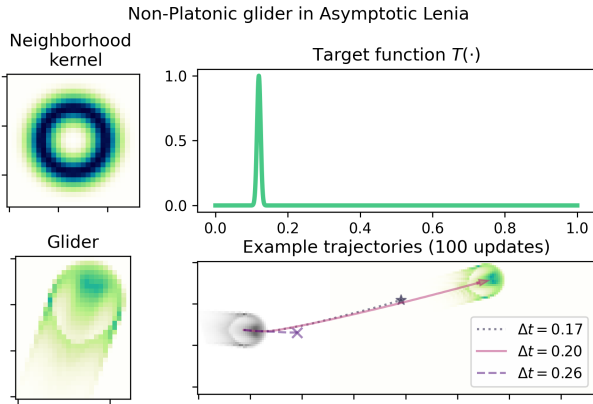 Non-Platonic glider in Asymptotic Lenia
Neighborhood
kernel
Target function T(·)
1.0
0.5
0.0
0.0 0.2 0.4 0.6 0.8 1.0
Glider
Example trajectories (100 updates)
Δt = 0.17
Δt = 0.20
Δt = 0.26